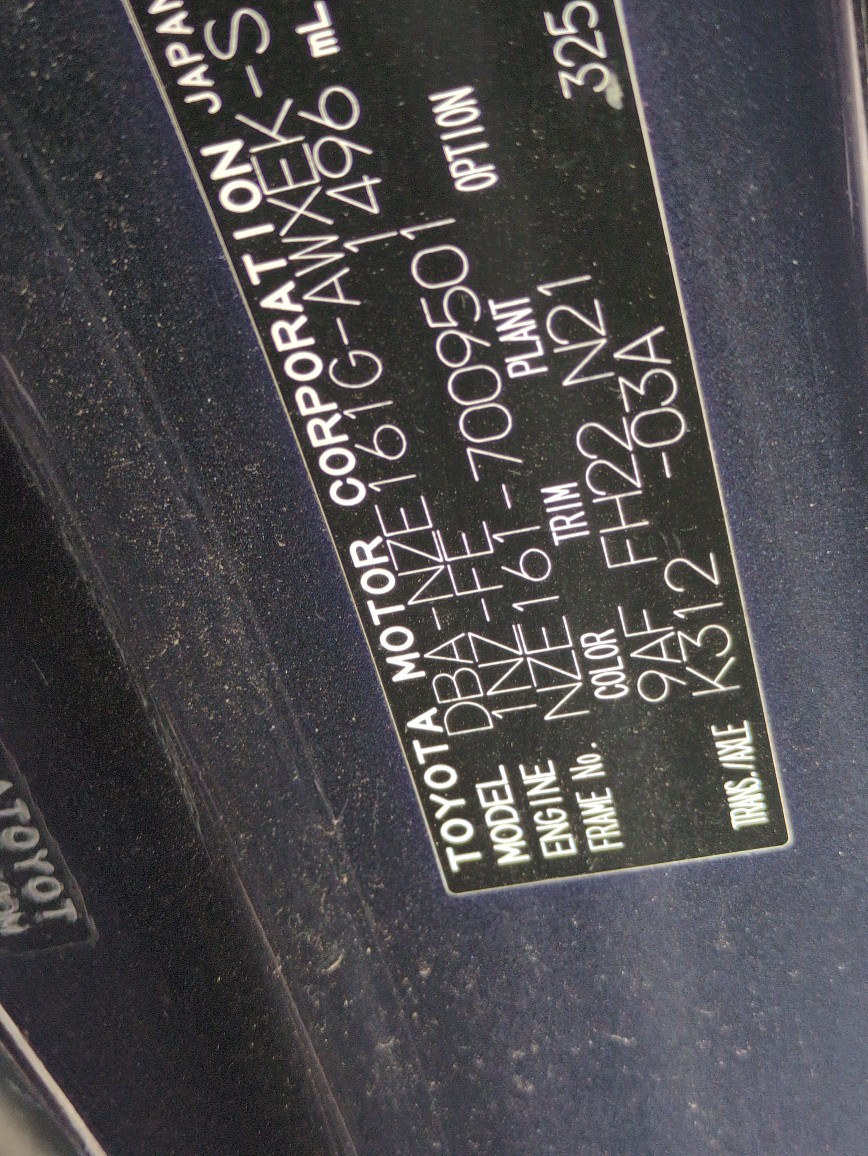 TOYOTA MOTOR CORPORATION JAPAN
MODEL DBA-NZE161G-AWXEK-S
ENGINE 1NZ-FE 1496 mL
FRAME No. NZE161-7009501
COLOR TRIM PLANT OPTION
9AF FH22 N21 325
TRANS./AXLE K312 -03A